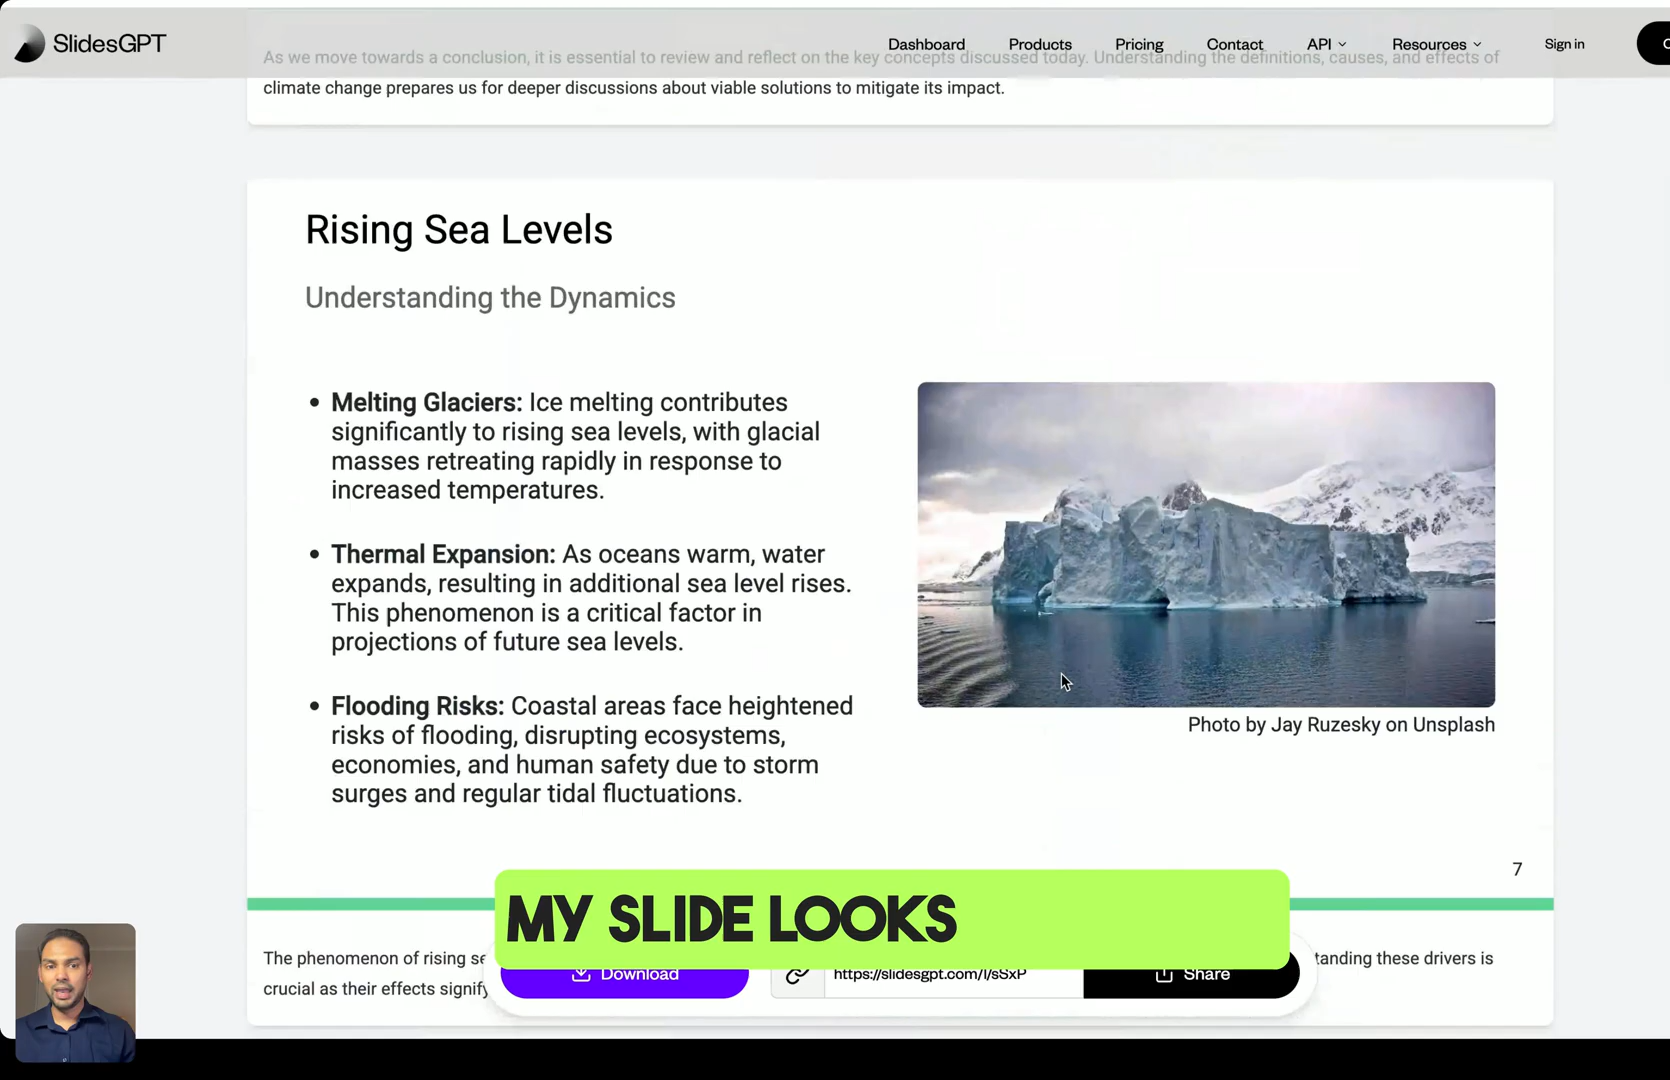 SlidesGPT
Dashboard Products Pricing Contact API Resources Sign in
As we move towards a conclusion, it is essential to review and reflect on the key concepts discussed today. Understanding the definitions, causes, and effects of
climate change prepares us for deeper discussions about viable solutions to mitigate its impact.
Rising Sea Levels
Understanding the Dynamics
• Melting Glaciers: Ice melting contributes
significantly to rising sea levels, with glacial
masses retreating rapidly in response to
increased temperatures.
• Thermal Expansion: As oceans warm, water
expands, resulting in additional sea level rises.
This phenomenon is a critical factor in
projections of future sea levels.
• Flooding Risks: Coastal areas face heightened
risks of flooding, disrupting ecosystems,
economies, and human safety due to storm
surges and regular tidal fluctuations.
Photo by Jay Ruzesky on Unsplash
7
MY SLIDE LOOKS
The phenomenon of rising
tanding these drivers is
crucial as their effects
Download
https://slidesgpt.com/l/sSxP
Share